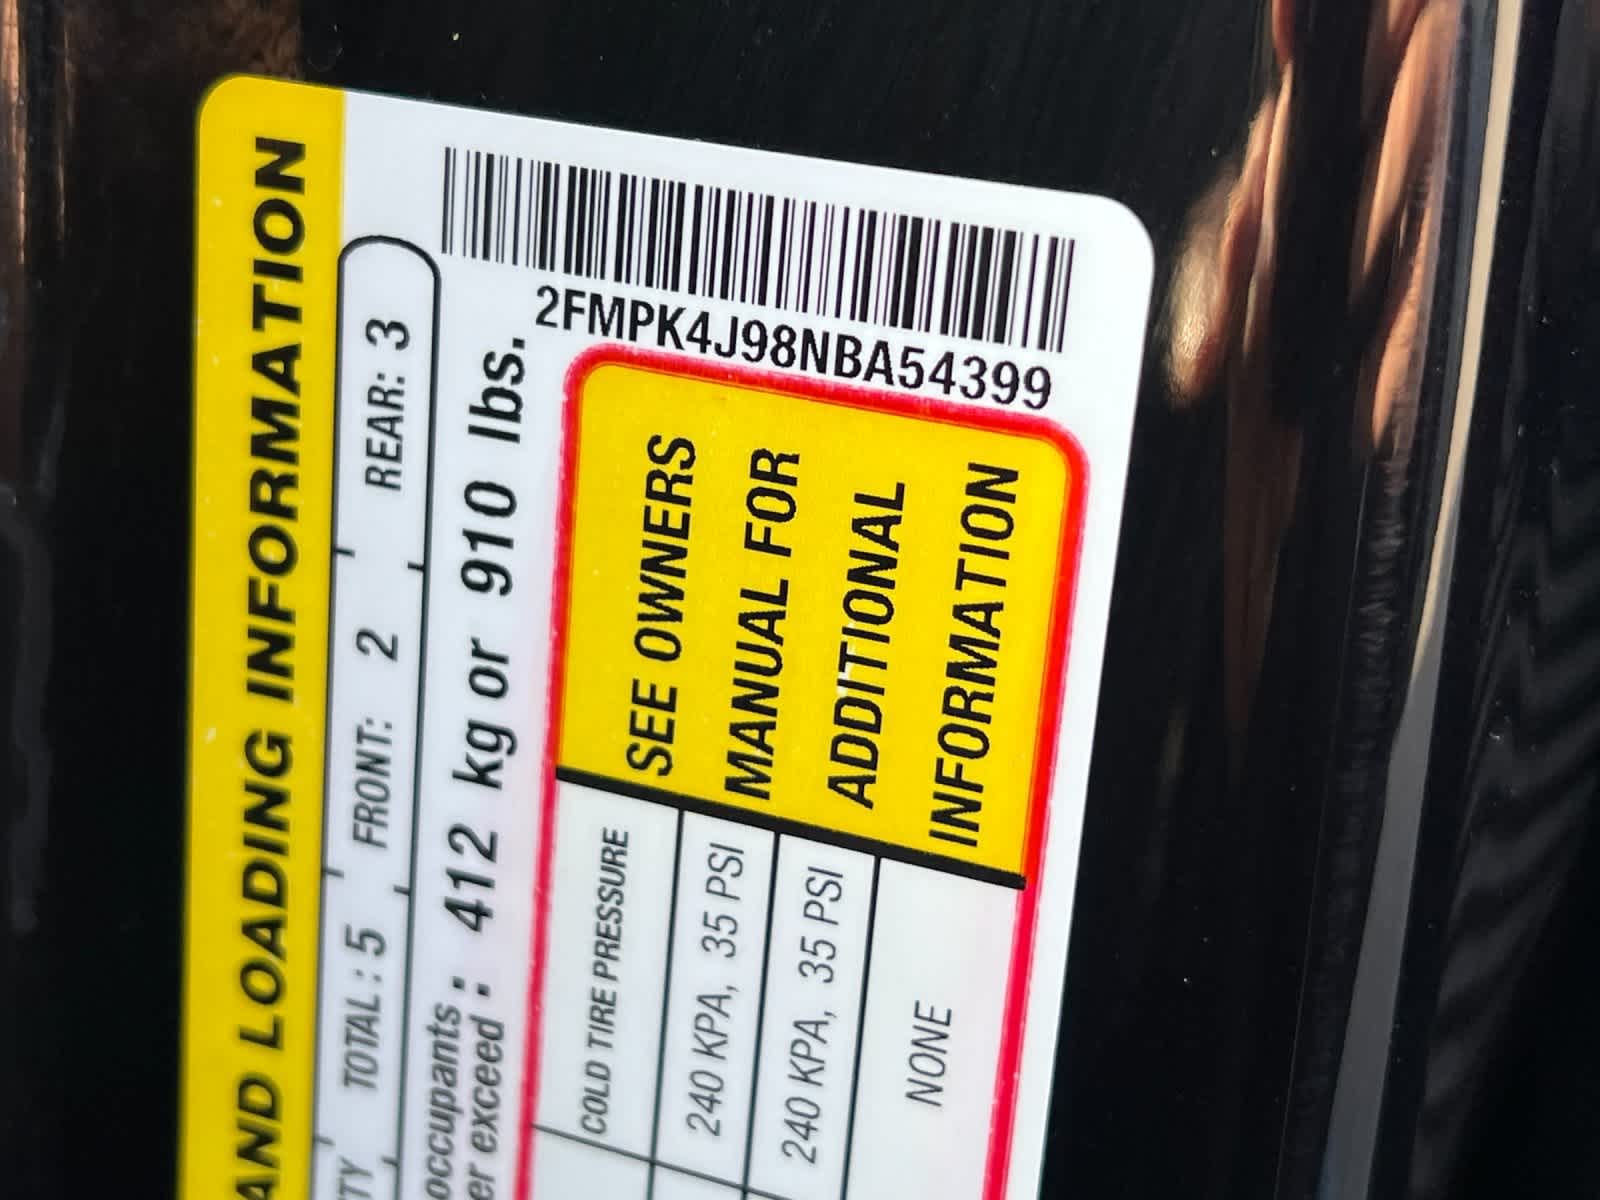 AND LOADING INFORMATION
TY TOTAL : 5 FRONT: 2 REAR: 3
occupants :
er exceed : 412 kg or 910 lbs.
2FMPK4J98NBA54399
COLD TIRE PRESSURE
240 KPA, 35 PSI
240 KPA, 35 PSI
NONE
SEE OWNERS
MANUAL FOR
ADDITIONAL
INFORMATION